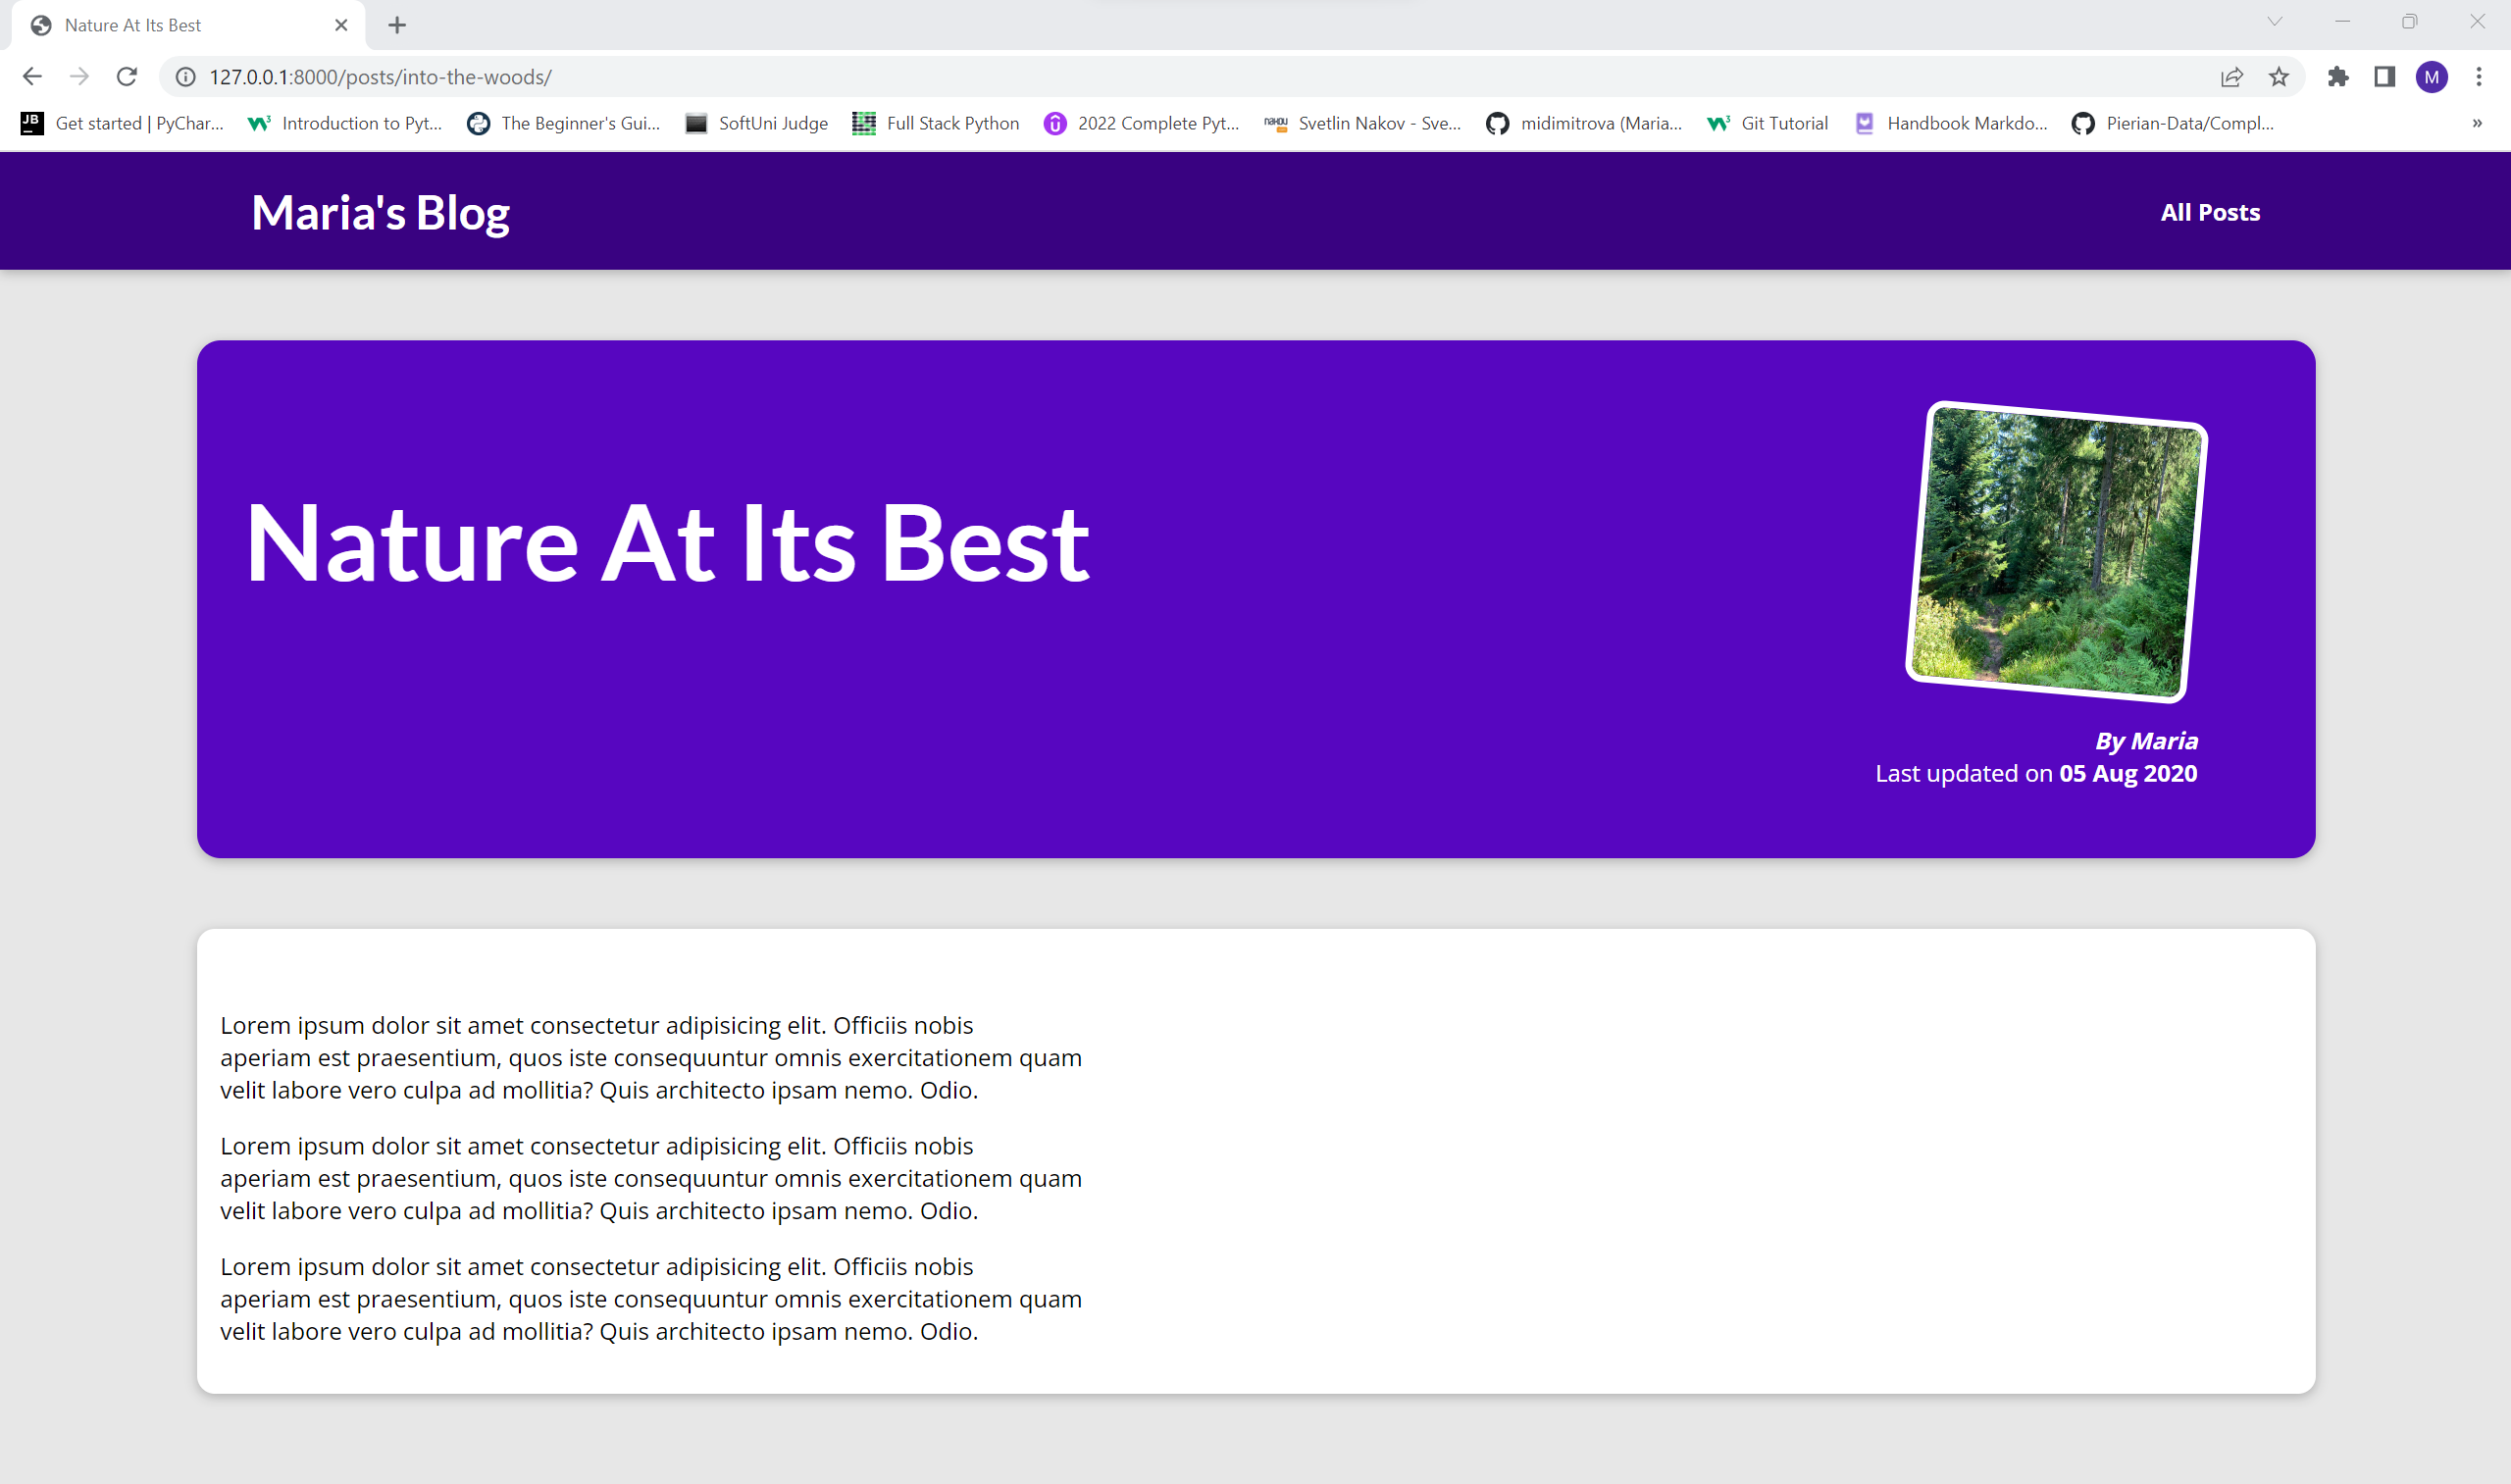 Nature At Its Best
127.0.0.1:8000/posts/into-the-woods/
M
JB Get started | PyChar... Introduction to Pyt... The Beginner's Gui... SoftUni Judge Full Stack Python 2022 Complete Pyt... Svetlin Nakov - Sve... midimitrova (Maria... Git Tutorial Handbook Markdo... Pierian-Data/Compl... »
Maria's Blog All Posts
Nature At Its Best
By Maria
Last updated on 05 Aug 2020
Lorem ipsum dolor sit amet consectetur adipisicing elit. Officiis nobis
aperiam est praesentium, quos iste consequuntur omnis exercitationem quam
velit labore vero culpa ad mollitia? Quis architecto ipsam nemo. Odio.
Lorem ipsum dolor sit amet consectetur adipisicing elit. Officiis nobis
aperiam est praesentium, quos iste consequuntur omnis exercitationem quam
velit labore vero culpa ad mollitia? Quis architecto ipsam nemo. Odio.
Lorem ipsum dolor sit amet consectetur adipisicing elit. Officiis nobis
aperiam est praesentium, quos iste consequuntur omnis exercitationem quam
velit labore vero culpa ad mollitia? Quis architecto ipsam nemo. Odio.